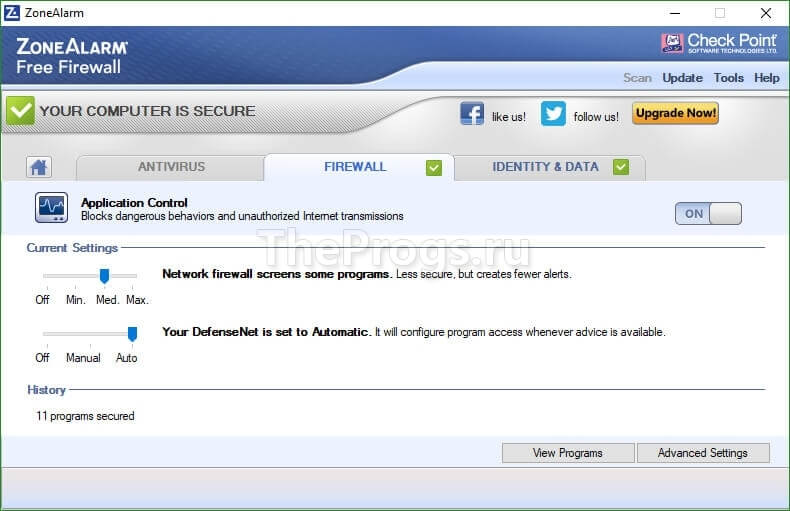 ZoneAlarm
ZONEALARM®
Free Firewall
Check Point
SOFTWARE TECHNOLOGIES LTD.
Scan Update Tools Help
YOUR COMPUTER IS SECURE
like us!
follow us!
Upgrade Now!
ANTIVIRUS
FIREWALL
IDENTITY & DATA
Application Control
Blocks dangerous behaviors and unauthorized Internet transmissions
ON
TheProgs.ru
Current Settings
Network firewall screens some programs. Less secure, but creates fewer alerts.
Off Min. Med. Max.
Your DefenseNet is set to Automatic. It will configure program access whenever advice is available.
Off Manual Auto
History
11 programs secured
View Programs
Advanced Settings